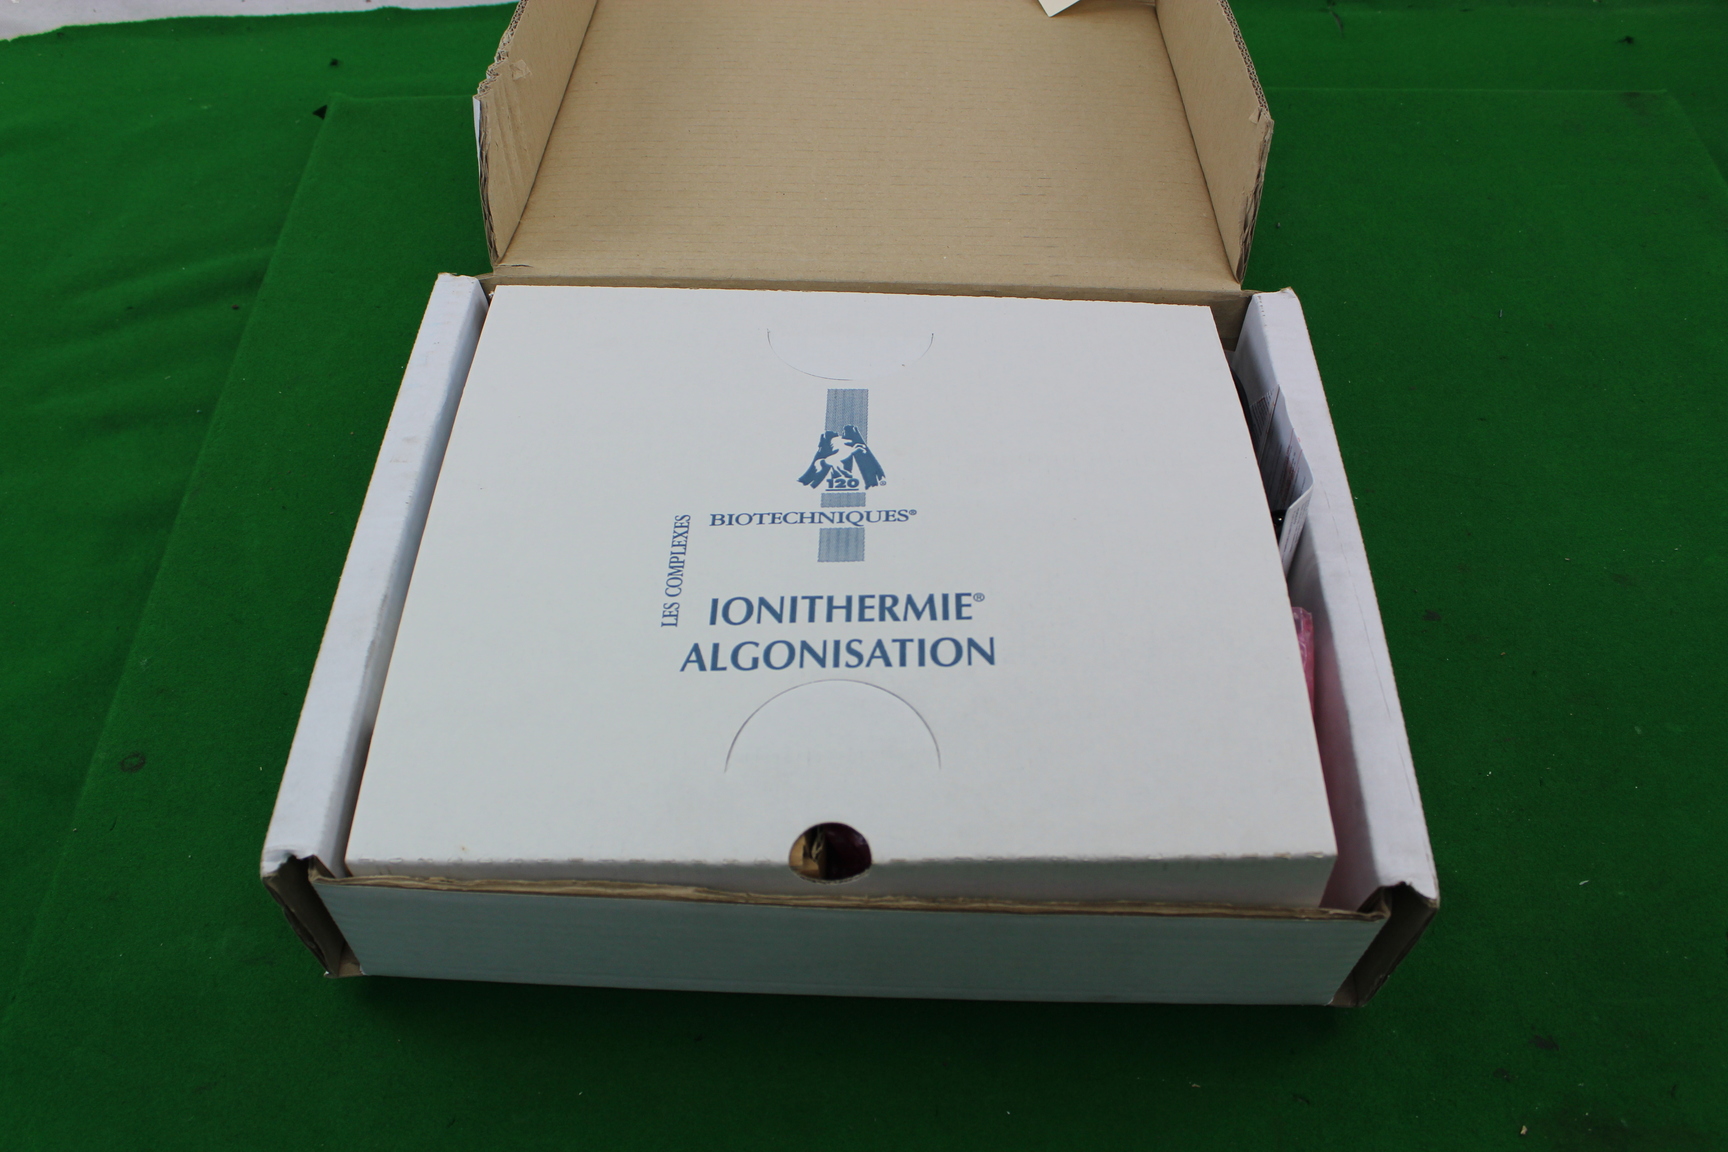 120®
BIOTECHNIQUES®
LES COMPLEXES
IONITHERMIE®
ALGONISATION